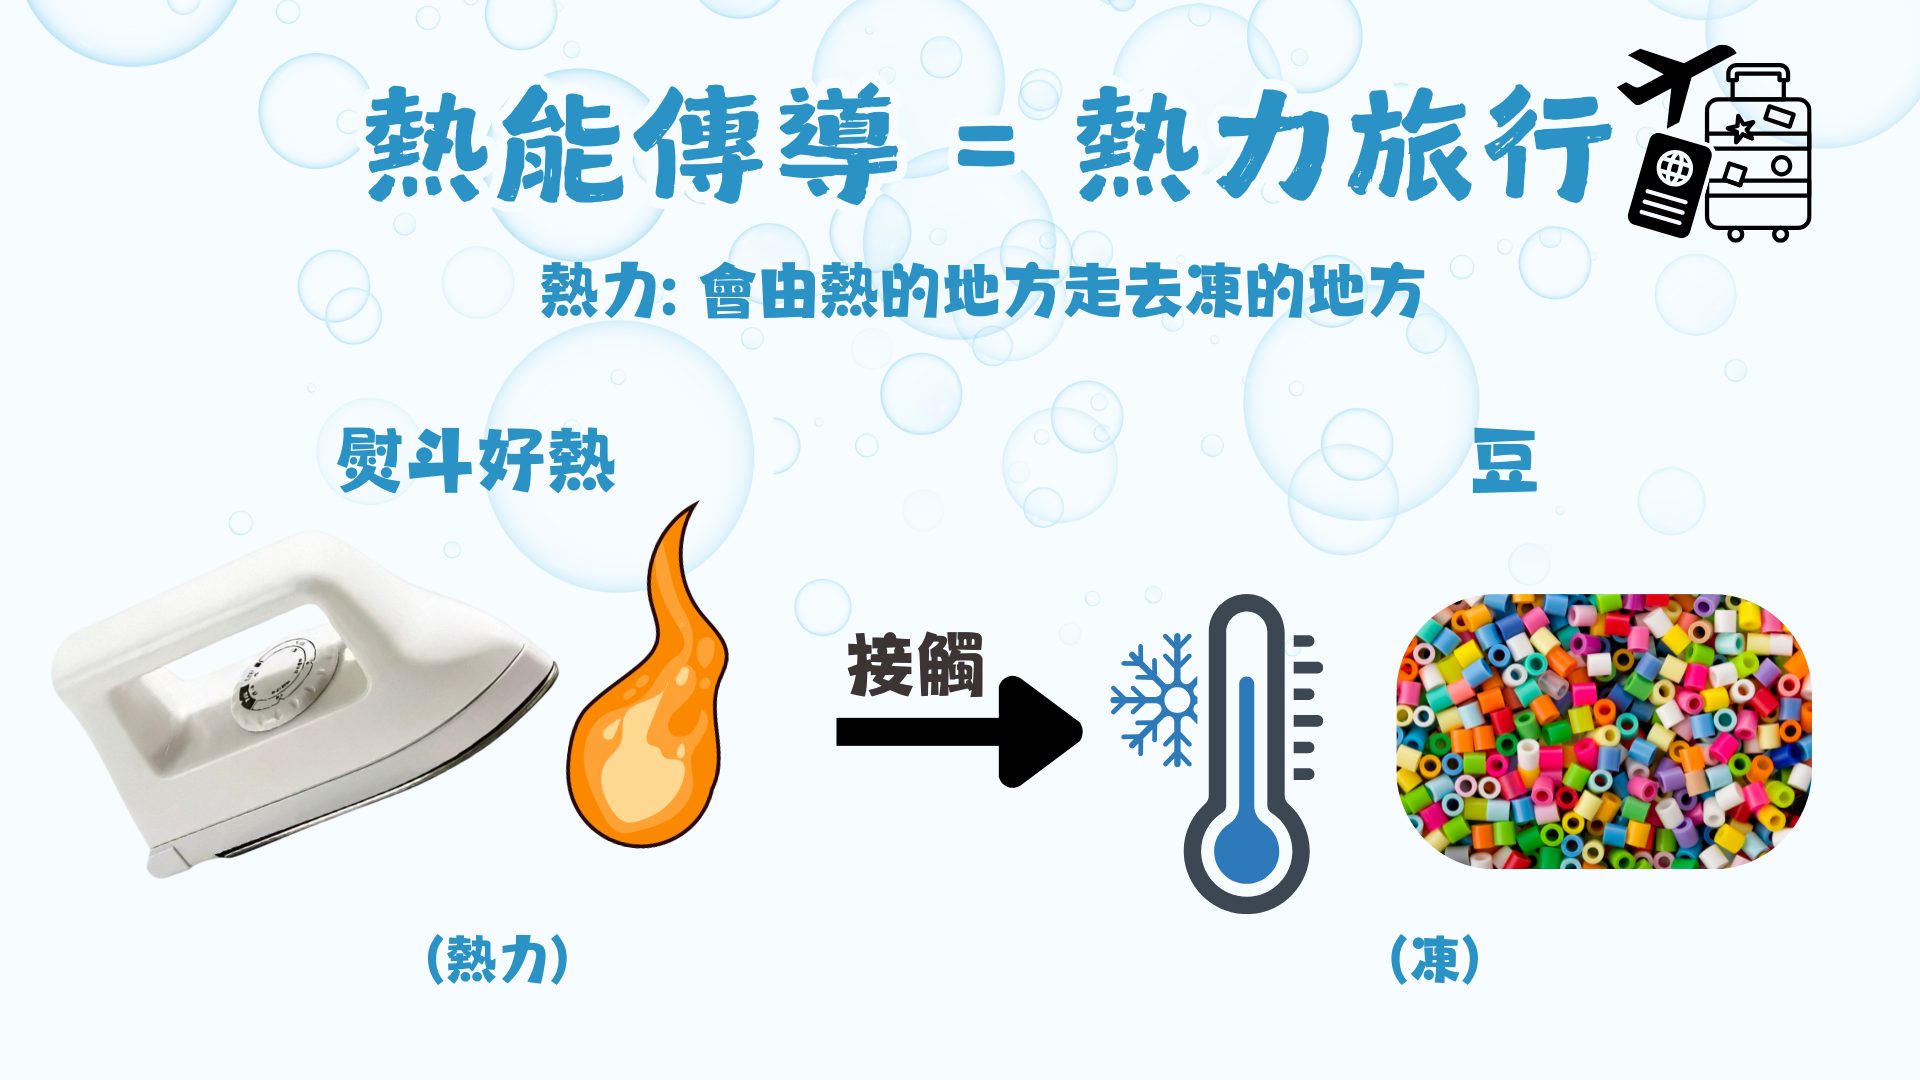 熱能傳導 = 熱力旅行
熱力: 會由熱的地方走去凍的地方
熨斗好熱
豆
接觸
(熱力)
(凍)